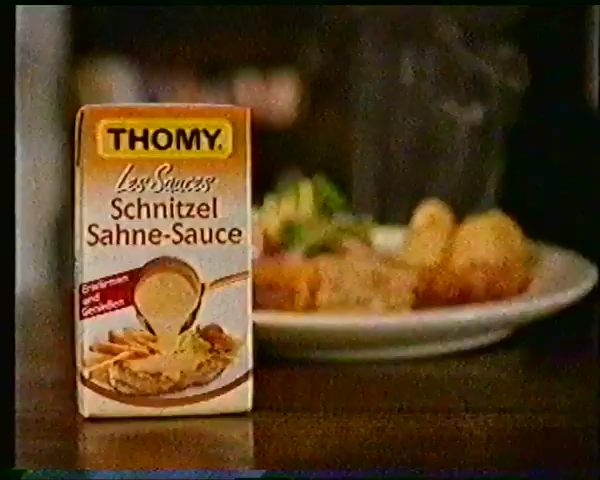 THOMY.
Les Sauces
Schnitzel
Sahne-Sauce
Erwärmen
und
Genießen